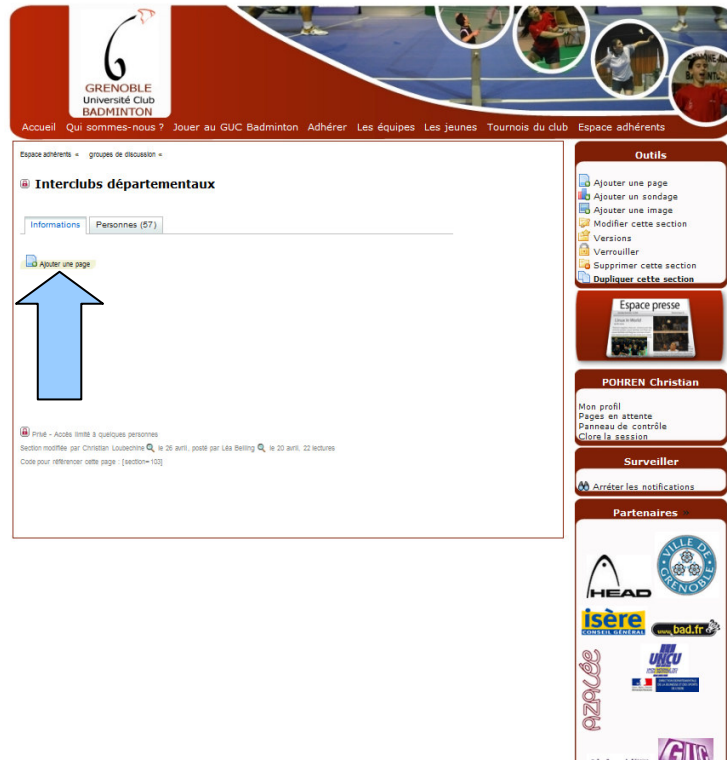 GRENOBLE
Université Club
BADMINTON
Accueil Qui sommes-nous ? Jouer au GUC Badminton Adhérer Les équipes Les jeunes Tournois du club Espace adhérents
Espace adhérents « groupes de discussion «
Interclubs départementaux
Informations Personnes (57)
Ajouter une page
Privé - Accès limité à quelques personnes
Section modifiée par Christian Loubechine le 26 avril, posté par Léa Belling le 20 avril. 22 lectures
Code pour référencer cette page : [section=103]
Outils
Ajouter une page
Ajouter un sondage
Ajouter une image
Modifier cette section
Versions
Verrouiller
Supprimer cette section
Dupliquer cette section
Espace presse
POHREN Christian
Mon profil
Pages en attente
Panneau de contrôle
Clore la session
Surveiller
Arrêter les notifications
Partenaires »
HEAD
VILLE DE GRENOBLE
isère
CONSEIL GÉNÉRAL
www.bad.fr
AZALÉE
UNCU
GUC